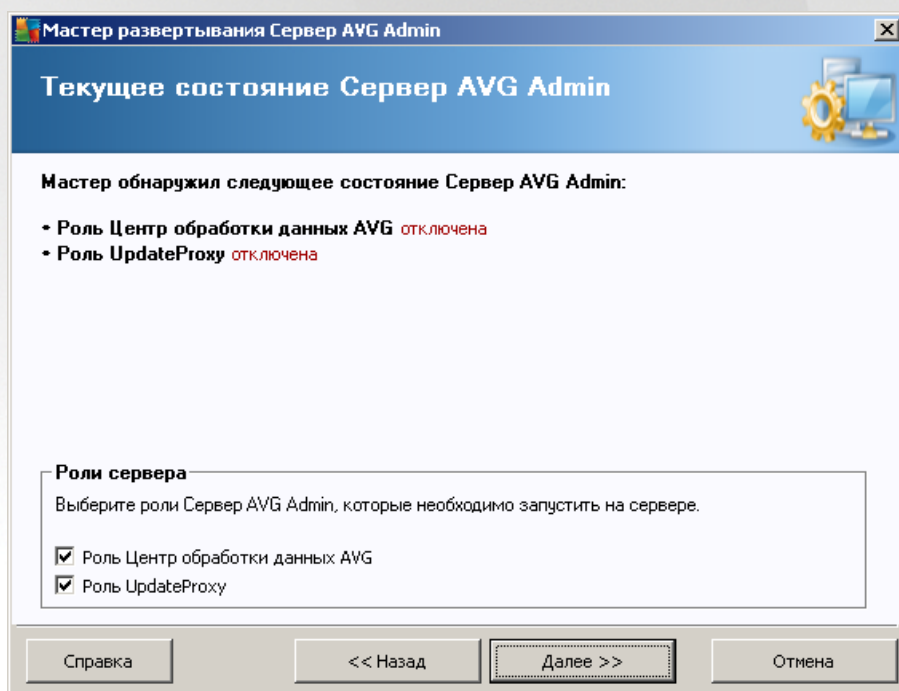 Мастер развертывания Сервер AVG Admin
Текущее состояние Сервер AVG Admin
Мастер обнаружил следующее состояние Сервер AVG Admin:
• Роль Центр обработки данных AVG отключена
• Роль UpdateProxy отключена
Роли сервера
Выберите роли Сервер AVG Admin, которые необходимо запустить на сервере.
Роль Центр обработки данных AVG
Роль UpdateProxy
Справка
<< Назад
Далее >>
Отмена